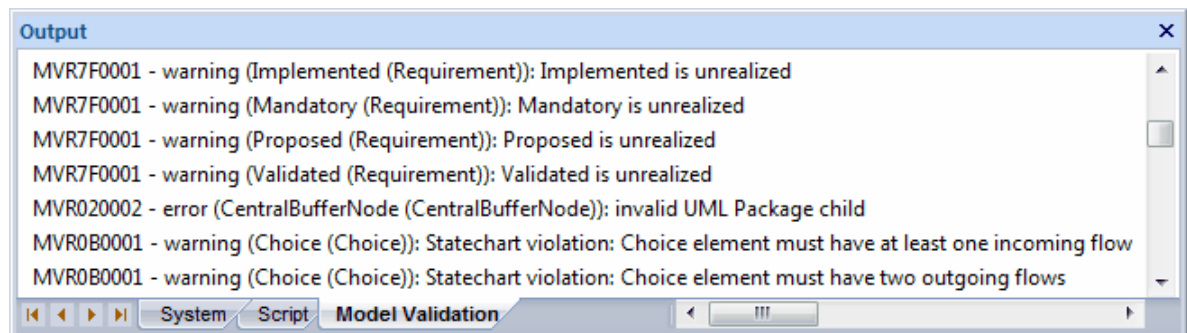 Output
MVR7F0001 - warning (Implemented (Requirement)): Implemented is unrealized
MVR7F0001 - warning (Mandatory (Requirement)): Mandatory is unrealized
MVR7F0001 - warning (Proposed (Requirement)): Proposed is unrealized
MVR7F0001 - warning (Validated (Requirement)): Validated is unrealized
MVR020002 - error (CentralBufferNode (CentralBufferNode)): invalid UML Package child
MVR0B0001 - warning (Choice (Choice)): Statechart violation: Choice element must have at least one incoming flow
MVR0B0001 - warning (Choice (Choice)): Statechart violation: Choice element must have two outgoing flows
System Script Model Validation